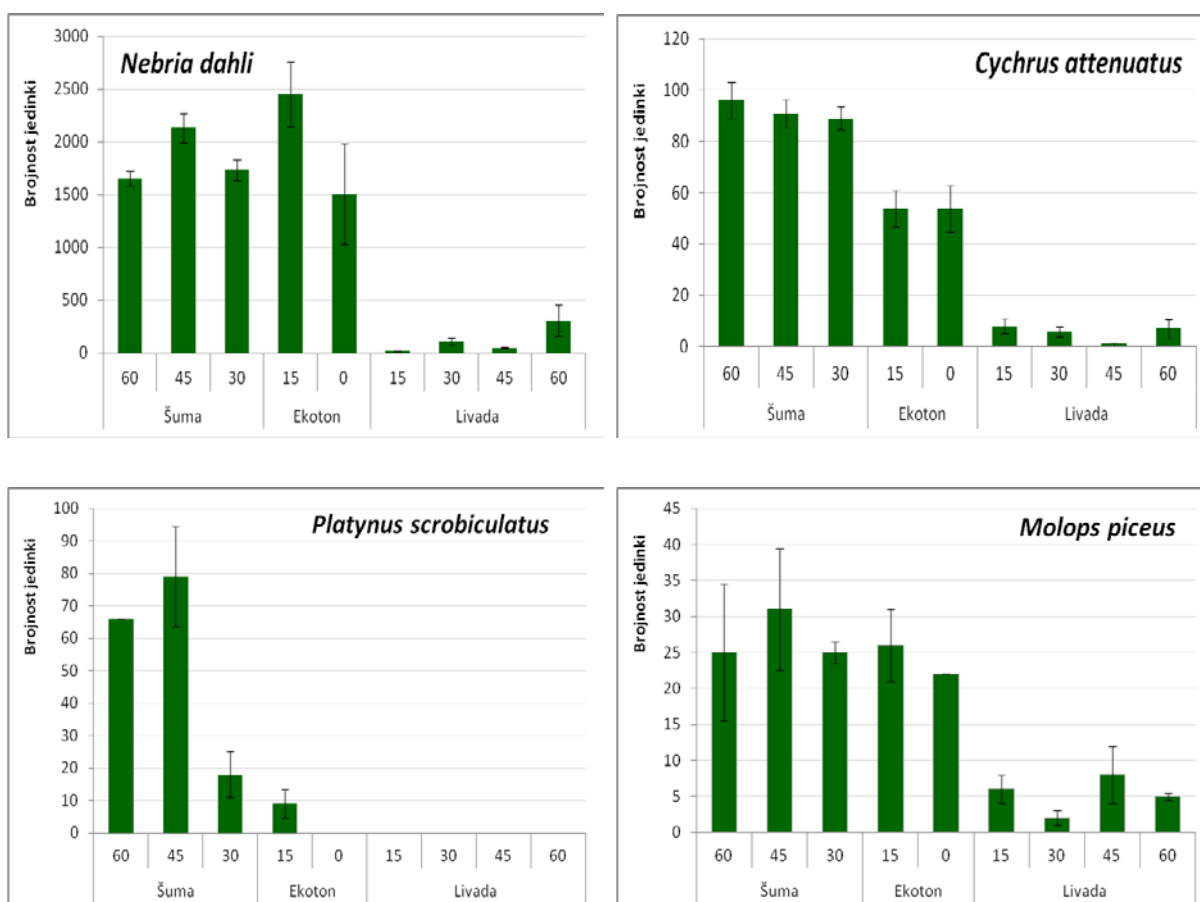 Nebria dahli
Brojnost jedinki
3000
2500
2000
1500
1000
500
0
60 45 30 15 0 15 30 45 60
Šuma Ekoton Livada
Cychrus attenuatus
Brojnost jedinki
120
100
80
60
40
20
0
60 45 30 15 0 15 30 45 60
Šuma Ekoton Livada
Platynus scrobiculatus
Brojnost jedinki
100
90
80
70
60
50
40
30
20
10
0
60 45 30 15 0 15 30 45 60
Šuma Ekoton Livada
Molops piceus
Brojnost jedinki
45
40
35
30
25
20
15
10
5
0
60 45 30 15 0 15 30 45 60
Šuma Ekoton Livada